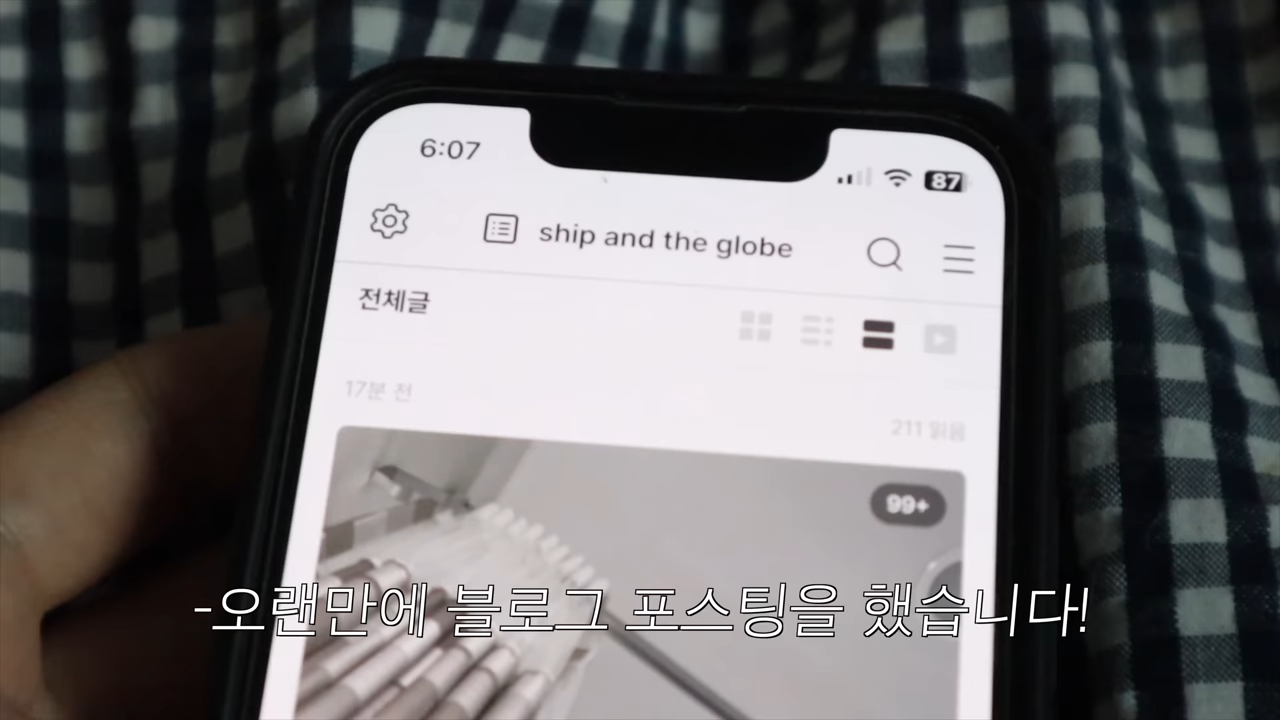 6:07
87
ship and the globe
전체글
17분 전
211 읽음
99+
-오랜만에 블로그 포스팅을 했습니다!